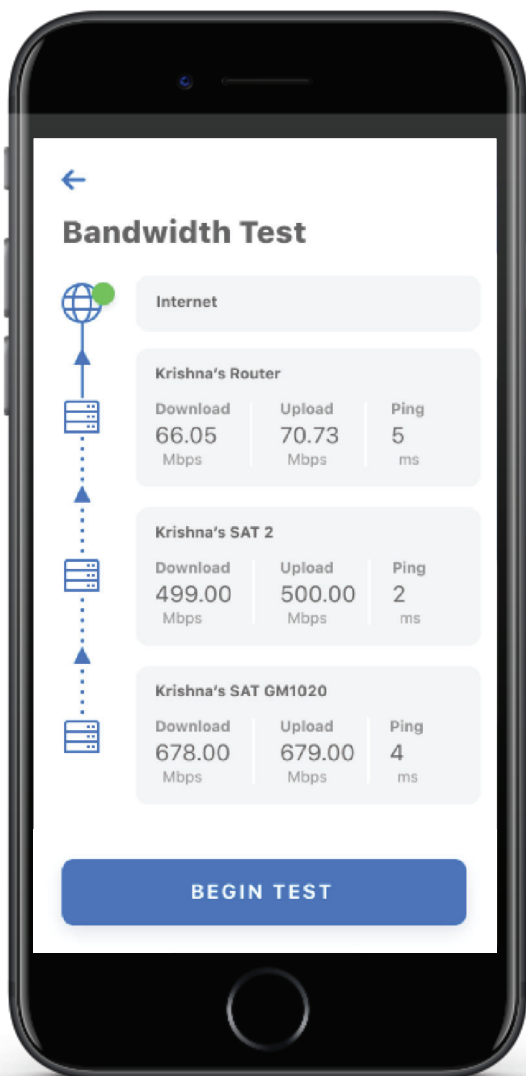 Bandwidth Test
Internet
Krishna's Router
Download Upload Ping
66.05 70.73 5
Mbps Mbps ms
Krishna's SAT 2
Download Upload Ping
499.00 500.00 2
Mbps Mbps ms
Krishna's SAT GM1020
Download Upload Ping
678.00 679.00 4
Mbps Mbps ms
BEGIN TEST